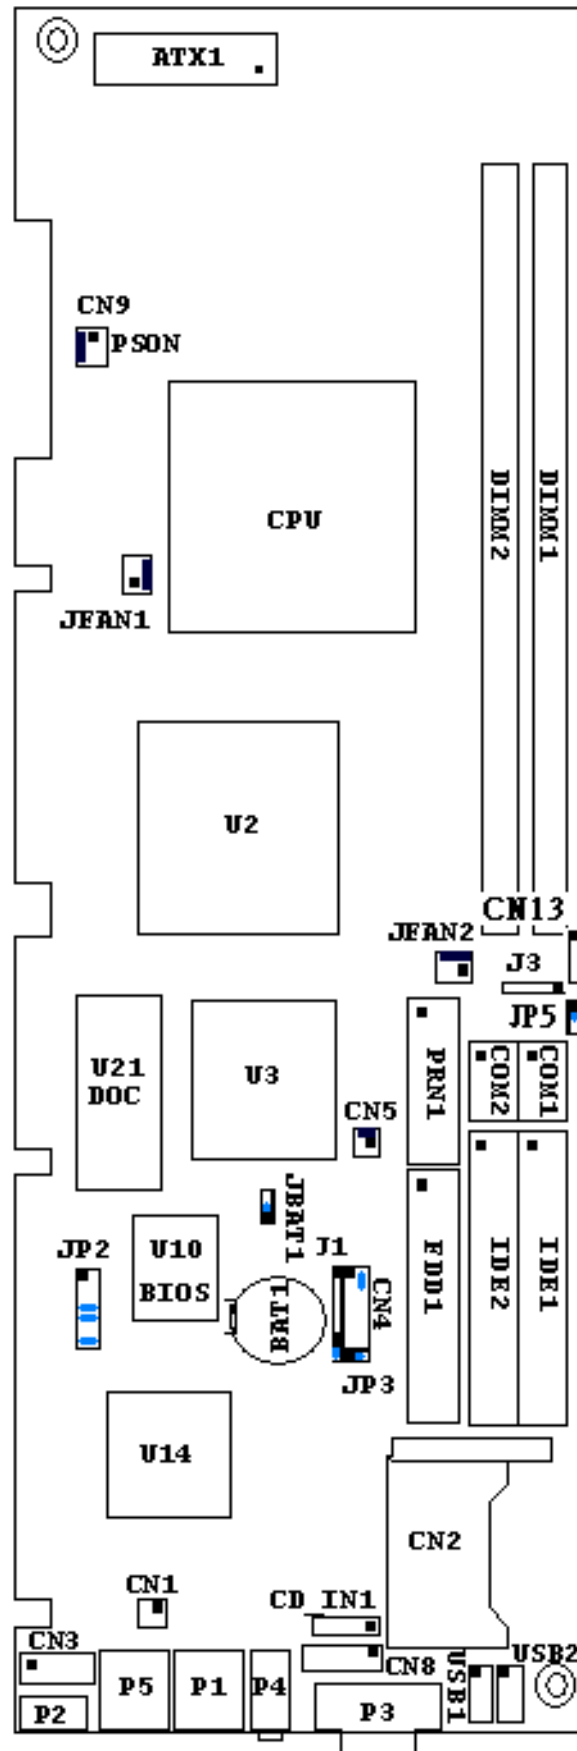 ATX1
CN9
PSON
CPU
DIMM2
DIMM1
JFAN1
U2
CN13
JFAN2
J3
JP5
U21
DOC
U3
PRN1
COM2
COM1
CN5
JBAT1
JP2
U10
BIOS
BAT1
J1
CN4
FDD1
IDE2
IDE1
JP3
U14
CN2
CN1
CD_IN1
CN3
CN8
USB1
USB2
P2
P5
P1
P4
P3